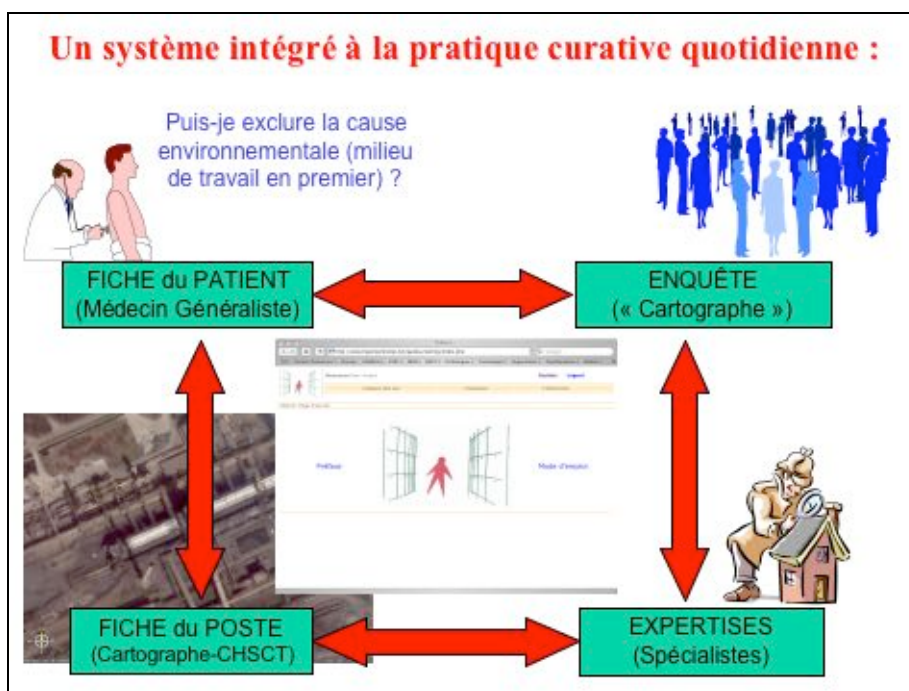 Un système intégré à la pratique curative quotidienne :
Puis-je exclure la cause
environnementale (milieu
de travail en premier) ?
FICHE du PATIENT
(Médecin Généraliste)
ENQUÊTE
(« Cartographe »)
Préface
Mode d'emploi
FICHE du POSTE
(Cartographe-CHSCT)
EXPERTISES
(Spécialistes)